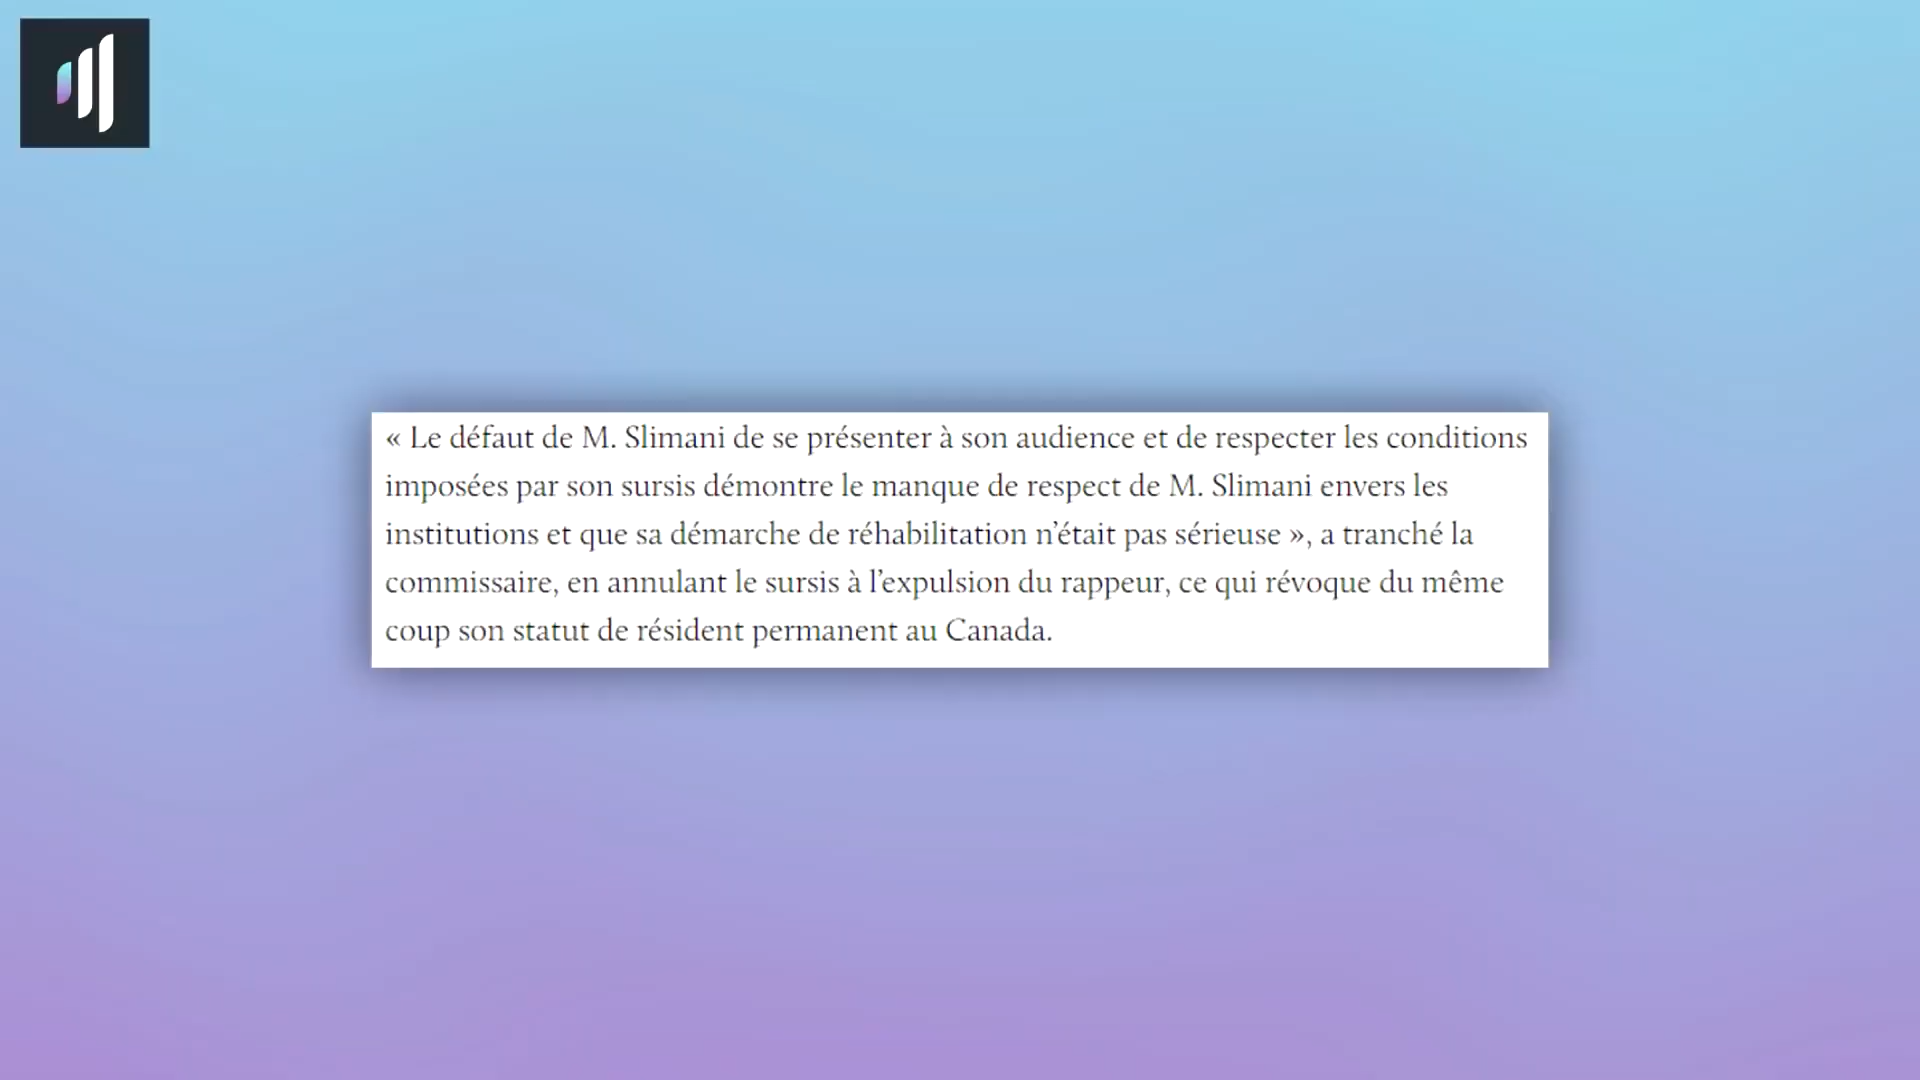 « Le défaut de M. Slimani de se présenter à son audience et de respecter les conditions
imposées par son sursis démontre le manque de respect de M. Slimani envers les
institutions et que sa démarche de réhabilitation n’était pas sérieuse », a tranché la
commissaire, en annulant le sursis à l’expulsion du rappeur, ce qui révoque du même
coup son statut de résident permanent au Canada.